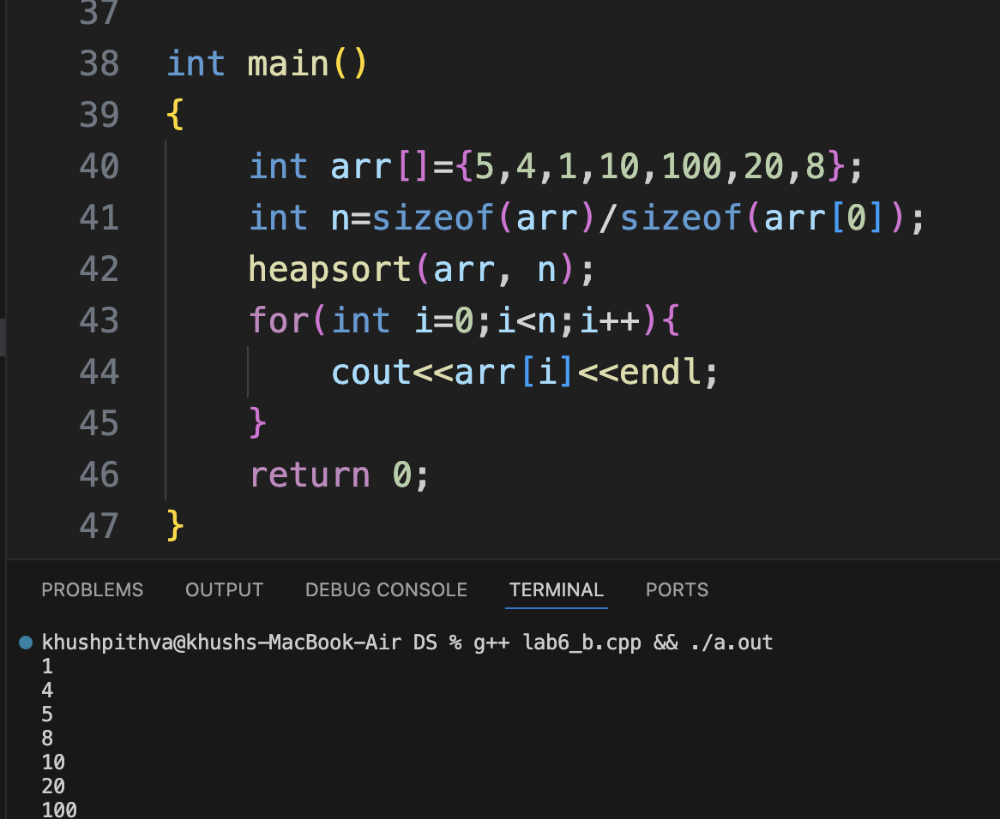 37
38 int main()
39 {
40 int arr[]={5,4,1,10,100,20,8};
41 int n=sizeof(arr)/sizeof(arr[0]);
42 heapsort(arr, n);
43 for(int i=0;i<n;i++){
44 cout<<arr[i]<<endl;
45 }
46 return 0;
47 }
PROBLEMS OUTPUT DEBUG CONSOLE TERMINAL PORTS
khushpithva@khushs-MacBook-Air DS % g++ lab6_b.cpp && ./a.out
1
4
5
8
10
20
100